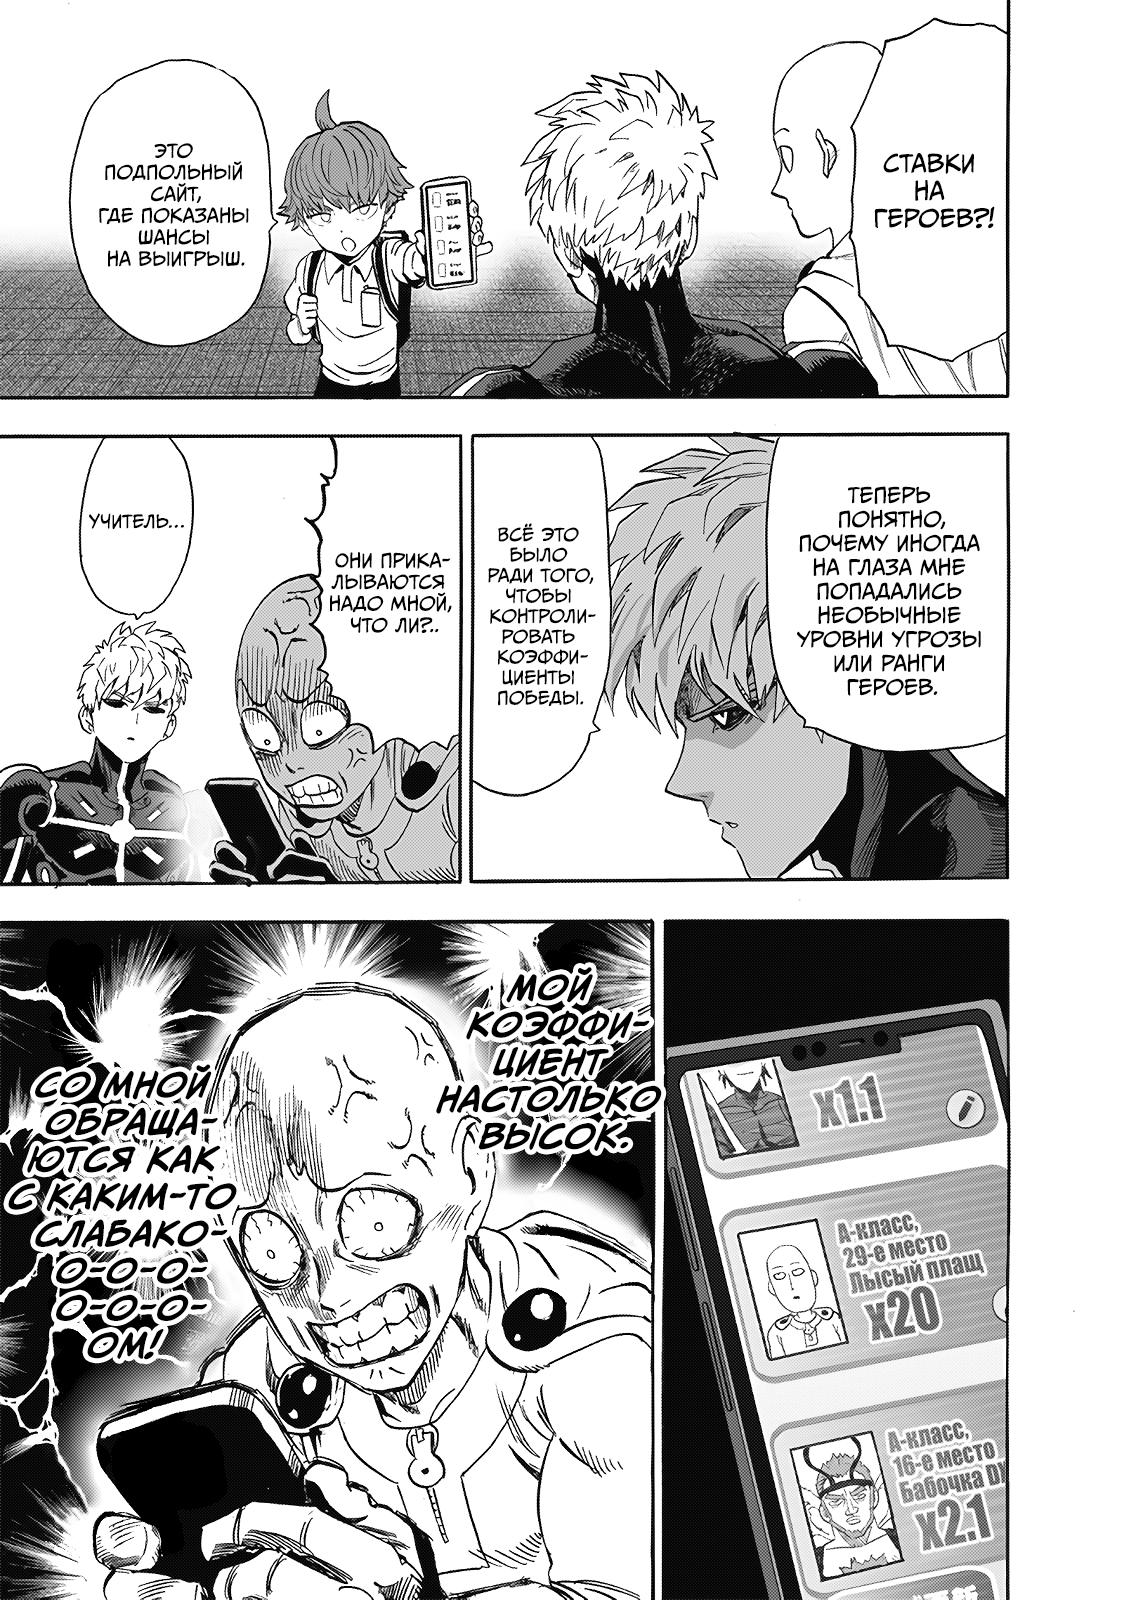 СТАВКИ
НА
ГЕРОЕВ?!
ЭТО
ПОДПОЛЬНЫЙ
САЙТ,
ГДЕ ПОКАЗАНЫ
ШАНСЫ
НА ВЫИГРЫШ.
ТЕПЕРЬ
ПОНЯТНО,
ПОЧЕМУ ИНОГДА
НА ГЛАЗА МНЕ
ПОПАДАЛИСЬ
НЕОБЫЧНЫЕ
УРОВНИ УГРОЗЫ
ИЛИ РАНГИ
ГЕРОЕВ.
ВСЁ ЭТО
БЫЛО
РАДИ ТОГО,
ЧТОБЫ
КОНТРОЛИ-
РОВАТЬ
КОЭФФИ-
ЦИЕНТЫ
ПОБЕДЫ.
ОНИ ПРИКА-
ЛЫВАЮТСЯ
НАДО МНОЙ,
ЧТО ЛИ?..
УЧИТЕЛЬ...
X1.1
А-класс,
29-е место
Лысый плащ
X20
А-класс,
16-е место
Бабочка DX
X2.1
МОЙ
КОЭФФИ-
ЦИЕНТ
НАСТОЛЬКО
ВЫСОК.
СО МНОЙ
ОБРАЩА-
ЮТСЯ КАК
С КАКИМ-ТО
СЛАБАКО-
О-О-О-
О-О-О-
ОМ!